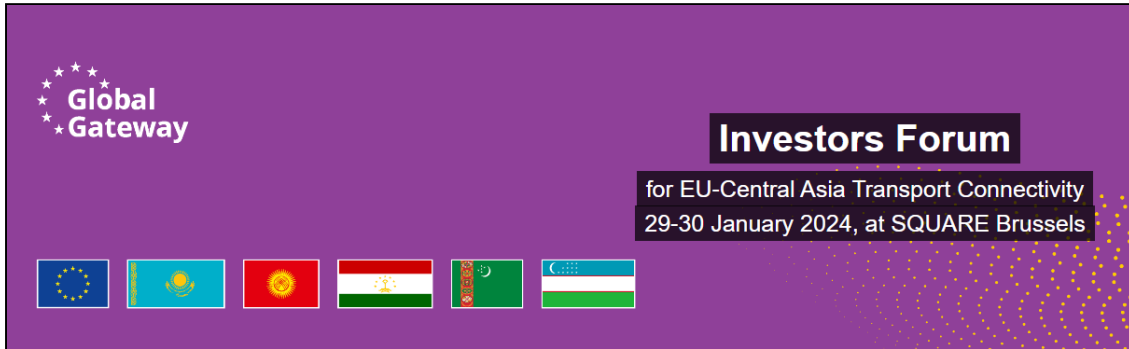 Global
Gateway
Investors Forum
for EU-Central Asia Transport Connectivity
29-30 January 2024, at SQUARE Brussels